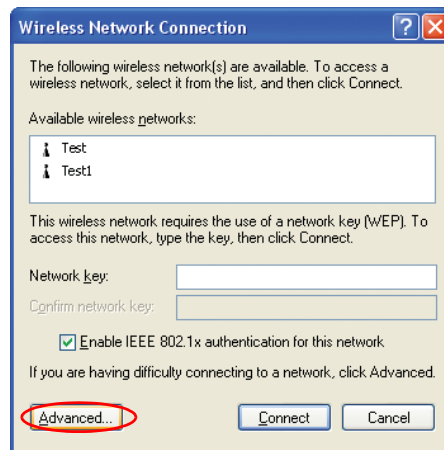 Wireless Network Connection
The following wireless network(s) are available. To access a
wireless network, select it from the list, and then click Connect.
Available wireless networks:
Test
Test1
This wireless network requires the use of a network key (WEP). To
access this network, type the key, then click Connect.
Network key:
Confirm network key:
Enable IEEE 802.1x authentication for this network
If you are having difficulty connecting to a network, click Advanced.
Advanced... Connect Cancel